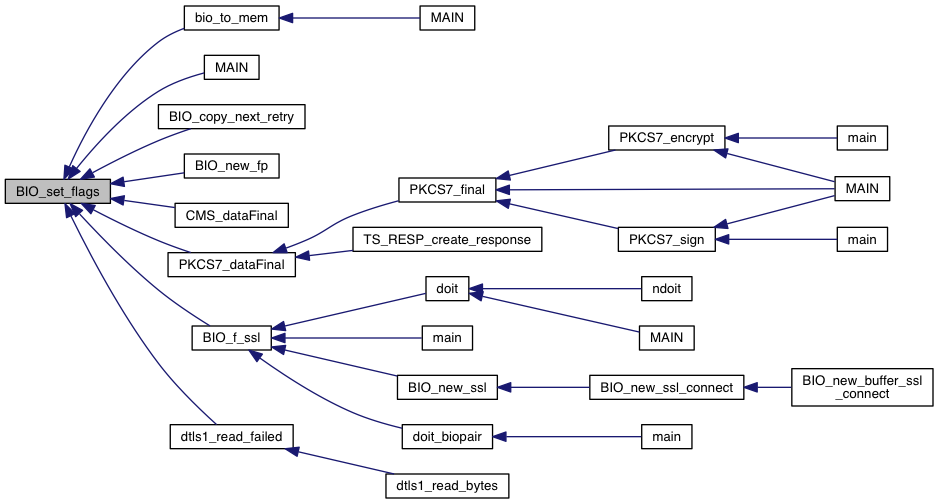 bio_to_mem
MAIN
MAIN
BIO_copy_next_retry
PKCS7_encrypt
main
BIO_new_fp
BIO_set_flags
PKCS7_final
MAIN
CMS_dataFinal
TS_RESP_create_response
PKCS7_sign
main
PKCS7_dataFinal
doit
ndoit
BIO_f_ssl
main
MAIN
BIO_new_ssl
BIO_new_ssl_connect
BIO_new_buffer_ssl
_connect
dtls1_read_failed
doit_biopair
main
dtls1_read_bytes